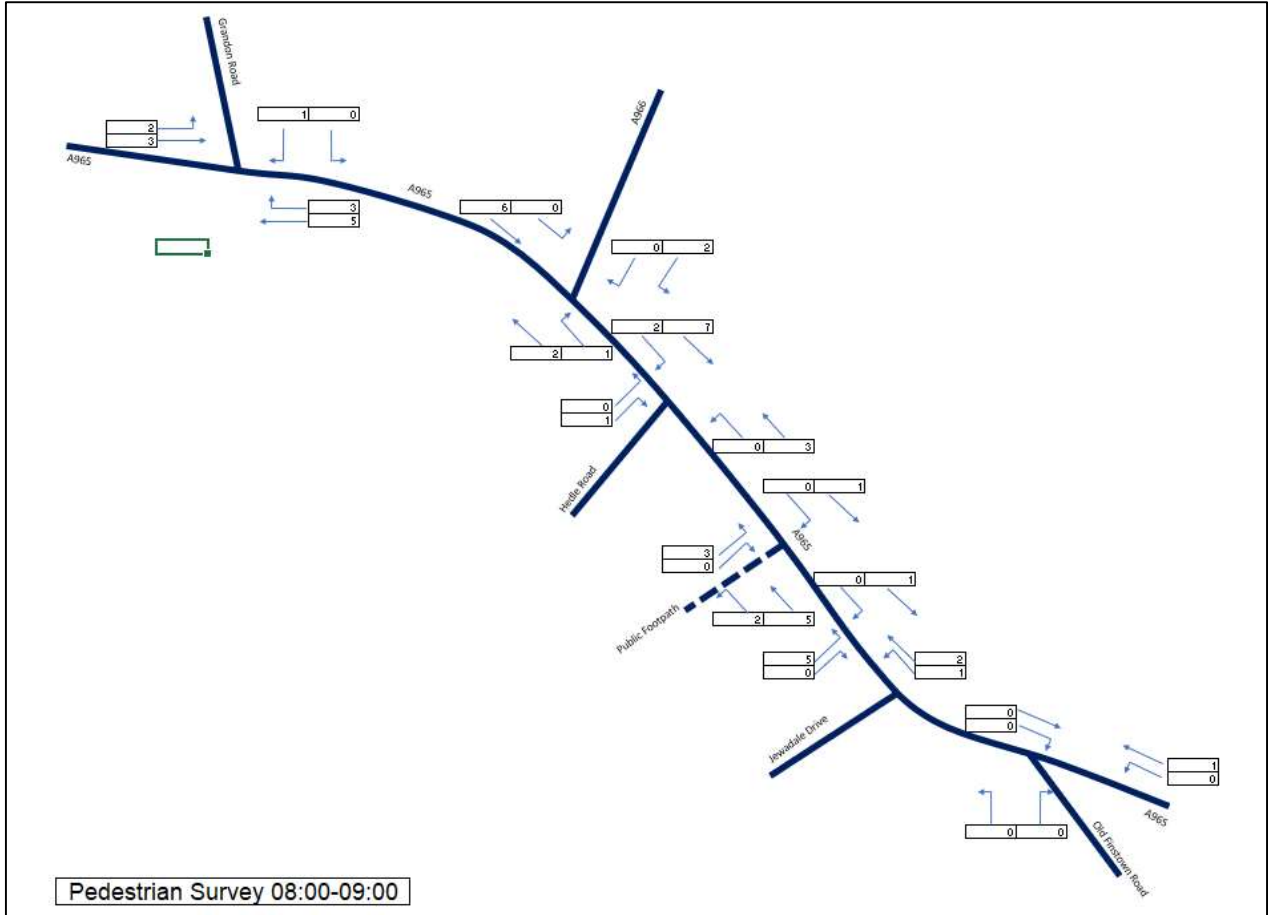 Grandon Road
1 0
2
3
A965
A966
A965
3
5
6 0
0 2
2 7
2 1
0
1
0 3
Hedle Road
0 1
A965
3
0
0 1
Public Footpath
2 5
5
0
2
1
0
0
Jewadale Drive
1
0
A965
0 0
Old Finstown Road
Pedestrian Survey 08:00-09:00